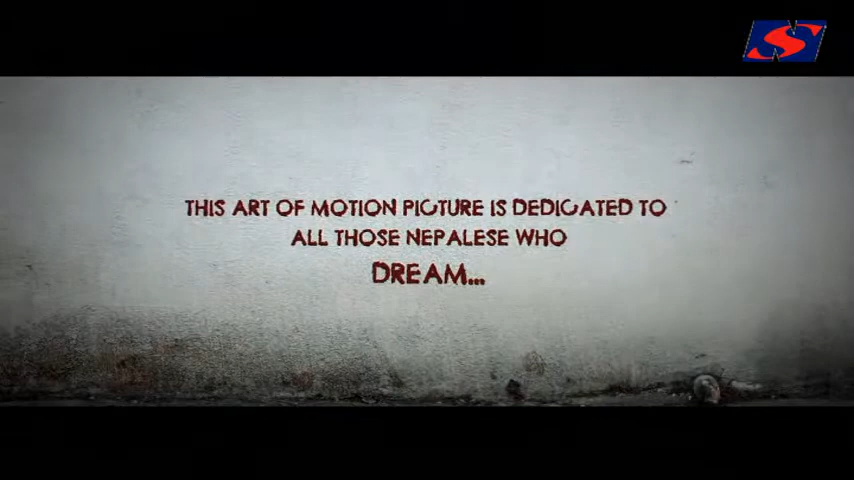 THIS ART OF MOTION PICTURE IS DEDICATED TO
ALL THOSE NEPALESE WHO
DREAM...